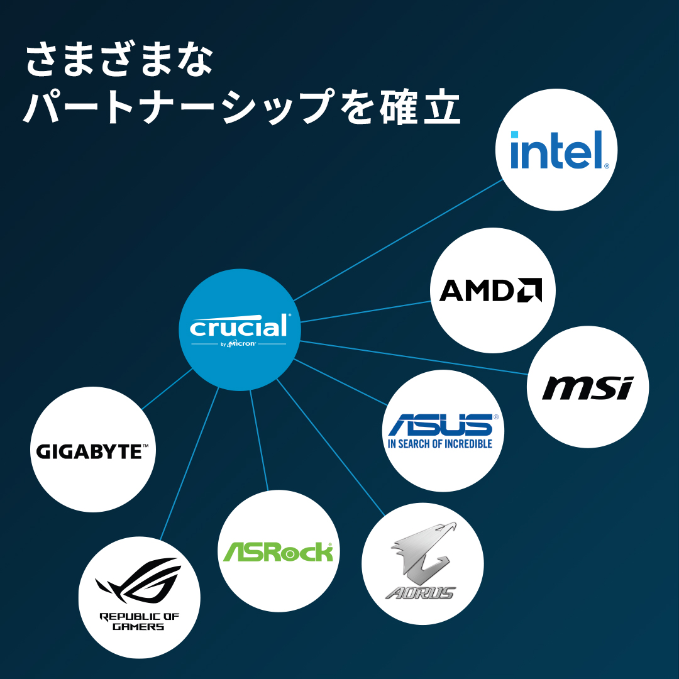 さまざまな
パートナーシップを確立
intel®
AMD
crucial®
by Micron®
msi
ASUS®
IN SEARCH OF INCREDIBLE
GIGABYTE™
ASRock®
AORUS
REPUBLIC OF
GAMERS